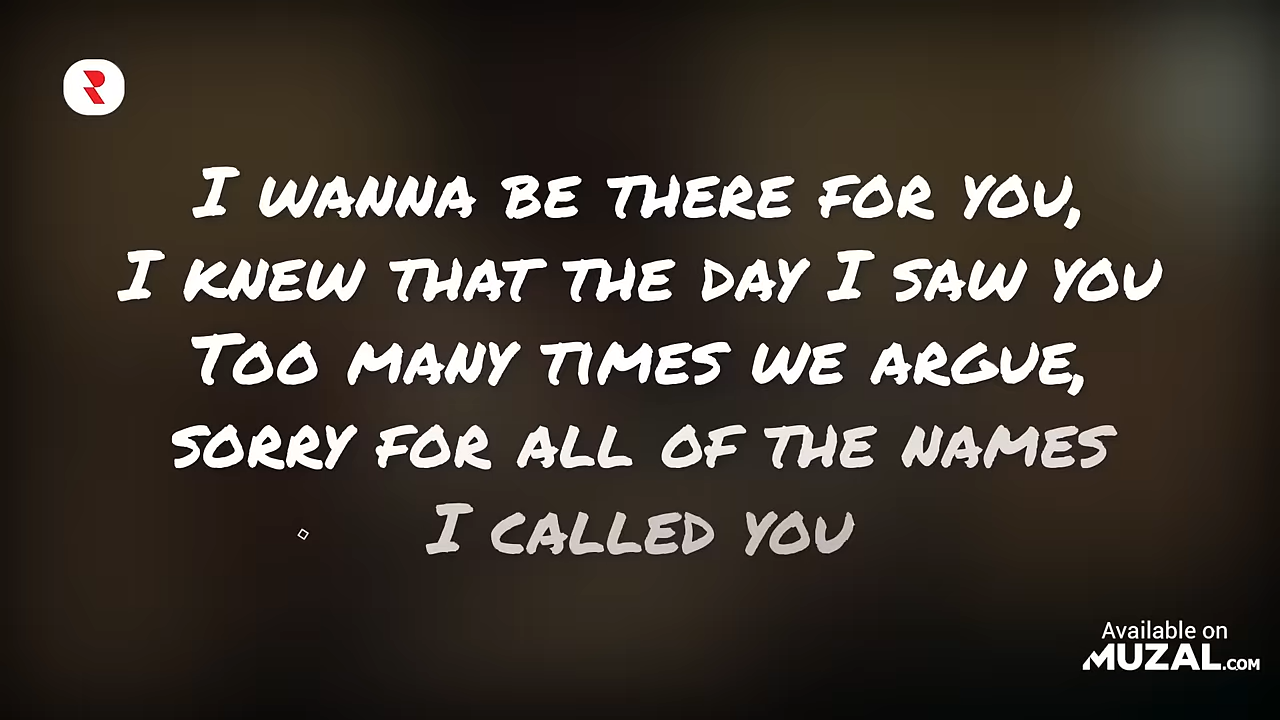 I WANNA BE THERE FOR YOU,
I KNEW THAT THE DAY I SAW YOU
TOO MANY TIMES WE ARGUE,
SORRY FOR ALL OF THE NAMES
I CALLED YOU
Available on
MUZAL.COM